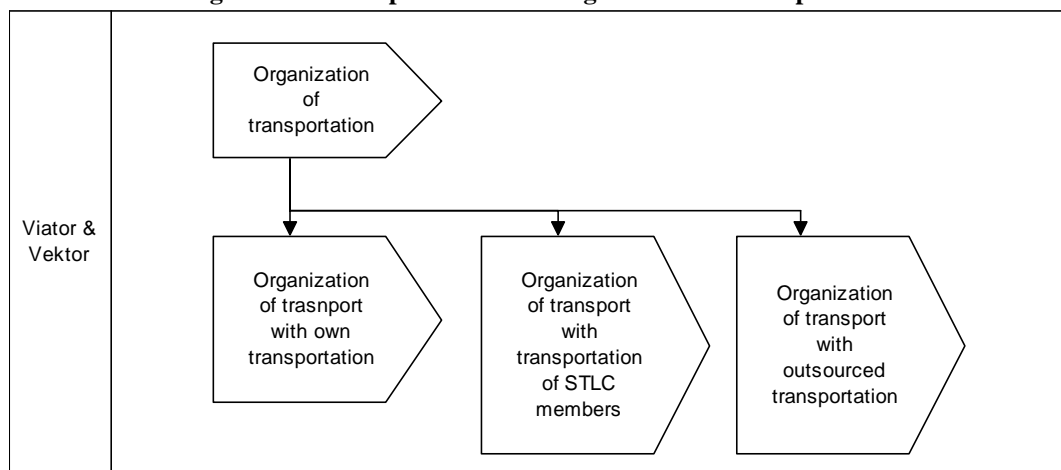 Organization
of
transportation
Viator &
Vektor
Organization
of trasnport
with own
transportation
Organization
of transport
with
transportation
of STLC
members
Organization
of transport
with
outsourced
transportation